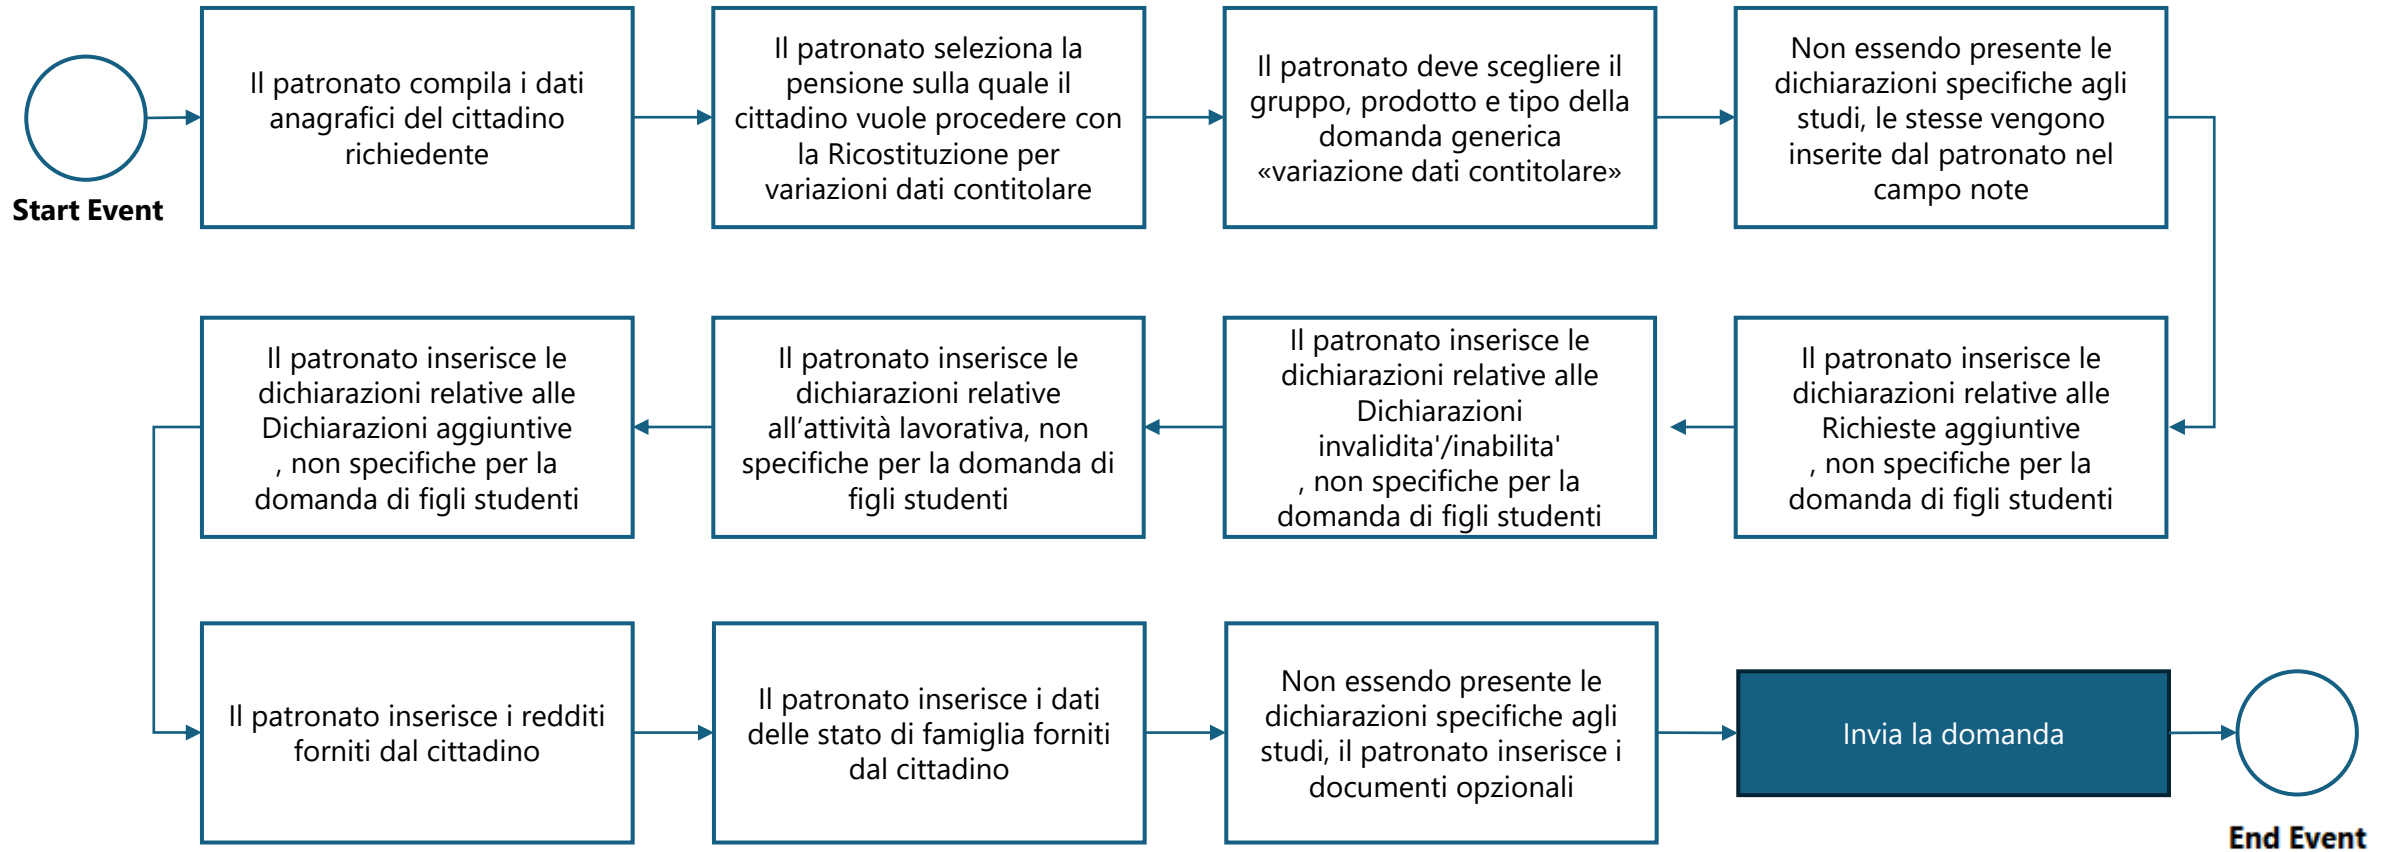 Start Event
Il patronato compila i dati
anagrafici del cittadino
richiedente
Il patronato seleziona la
pensione sulla quale il
cittadino vuole procedere con
la Ricostituzione per
variazioni dati contitolare
Il patronato deve scegliere il
gruppo, prodotto e tipo della
domanda generica
«variazione dati contitolare»
Non essendo presente le
dichiarazioni specifiche agli
studi, le stesse vengono
inserite dal patronato nel
campo note
Il patronato inserisce le
dichiarazioni relative alle
Richieste aggiuntive
, non specifiche per la
domanda di figli studenti
Il patronato inserisce le
dichiarazioni relative alle
Dichiarazioni
invalidita'/inabilita'
, non specifiche per la
domanda di figli studenti
Il patronato inserisce le
dichiarazioni relative
all'attività lavorativa, non
specifiche per la domanda di
figli studenti
Il patronato inserisce le
dichiarazioni relative alle
Dichiarazioni aggiuntive
, non specifiche per la
domanda di figli studenti
Il patronato inserisce i redditi
forniti dal cittadino
Il patronato inserisce i dati
delle stato di famiglia forniti
dal cittadino
Non essendo presente le
dichiarazioni specifiche agli
studi, il patronato inserisce i
documenti opzionali
Invia la domanda
End Event